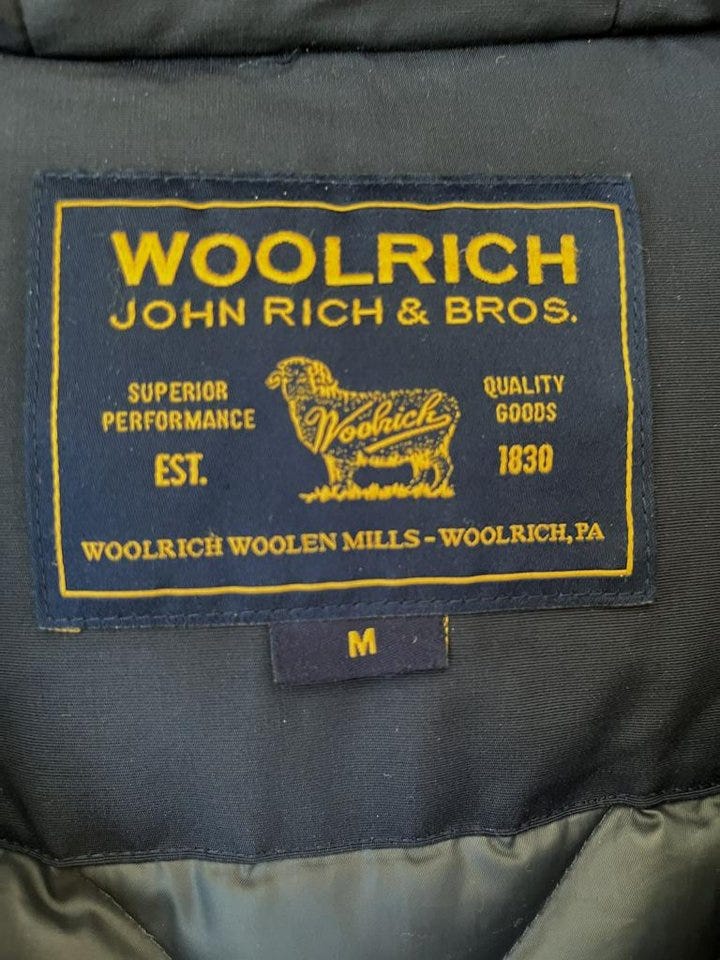 WOOLRICH
JOHN RICH & BROS.
SUPERIOR
PERFORMANCE
EST.
Woolrich
QUALITY
GOODS
1830
WOOLRICH WOOLEN MILLS - WOOLRICH, PA
M